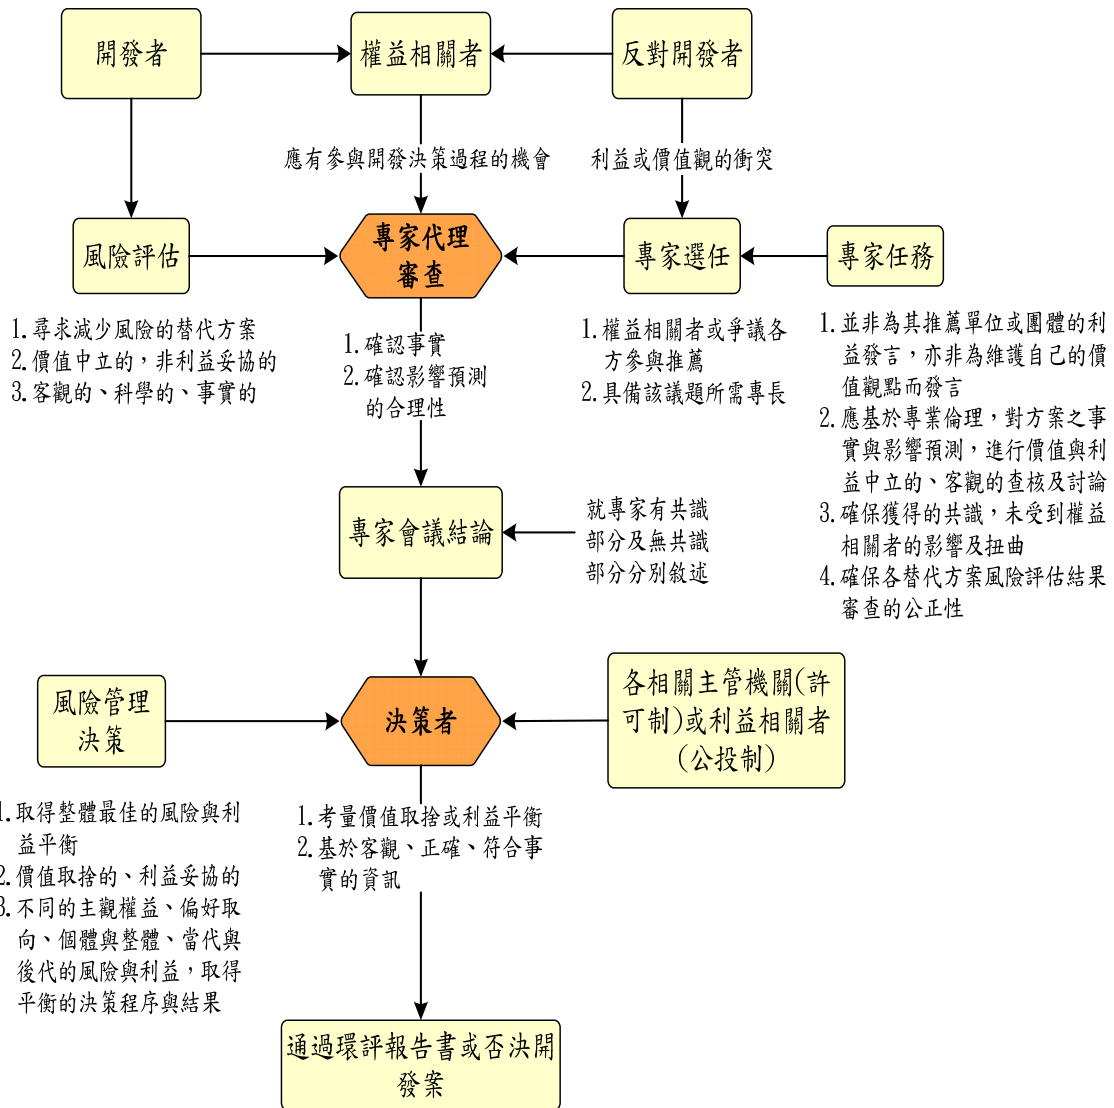 開發者
權益相關者
反對開發者
應有參與開發決策過程的機會
利益或價值觀的衝突
風險評估
專家代理
審查
專家選任
專家任務
1.尋求減少風險的替代方案
2.價值中立的，非利益妥協的
3.客觀的、科學的、事實的
1.確認事實
2.確認影響預測
的合理性
1.權益相關者或爭議各
方參與推薦
2.具備該議題所需專長
1.並非為其推薦單位或團體的利
益發言，亦非為維護自己的價
值觀點而發言
2.應基於專業倫理，對方案之事
實與影響預測，進行價值與利
益中立的、客觀的查核及討論
3.確保獲得的共識，未受到權益
相關者的影響及扭曲
4.確保各替代方案風險評估結果
審查的公正性
專家會議結論
就專家有共識
部分及無共識
部分分別敘述
風險管理
決策
決策者
各相關主管機關(許
可制)或利益相關者
(公投制)
1.取得整體最佳的風險與利
益平衡
2.價值取捨的、利益妥協的
3.不同的主觀權益、偏好取
向、個體與整體、當代與
後代的風險與利益，取得
平衡的決策程序與結果
1.考量價值取捨或利益平衡
2.基於客觀、正確、符合事
實的資訊
通過環評報告書或否決開
發案